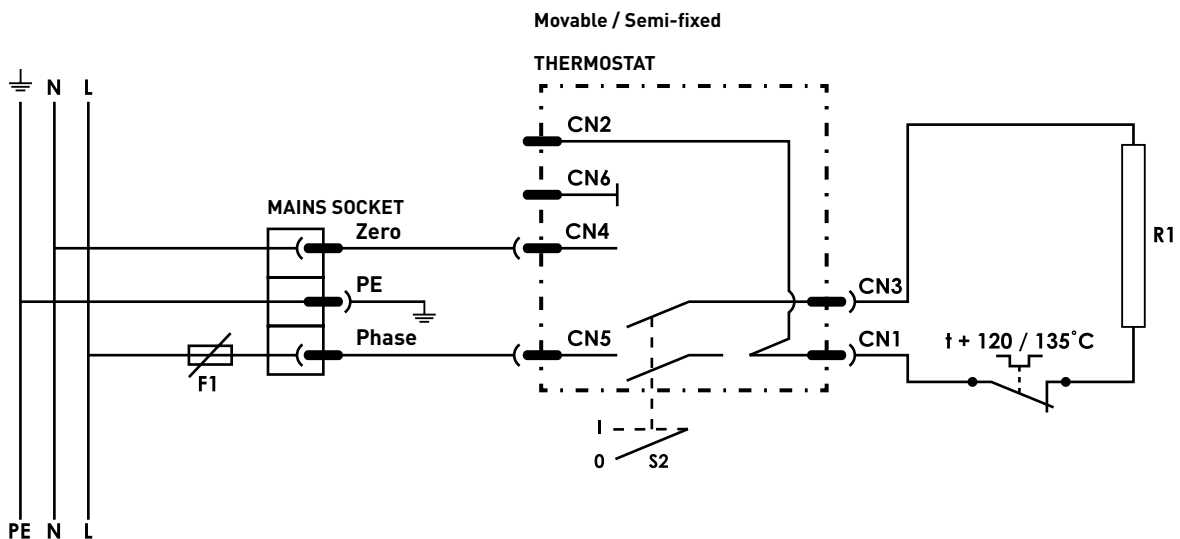 Movable / Semi-fixed
THERMOSTAT
N L
CN2
CN6
MAINS SOCKET
Zero
CN4
PE
CN3
Phase
CN5
CN1
t + 120 / 135°C
R1
F1
I
0 S2
PE N L